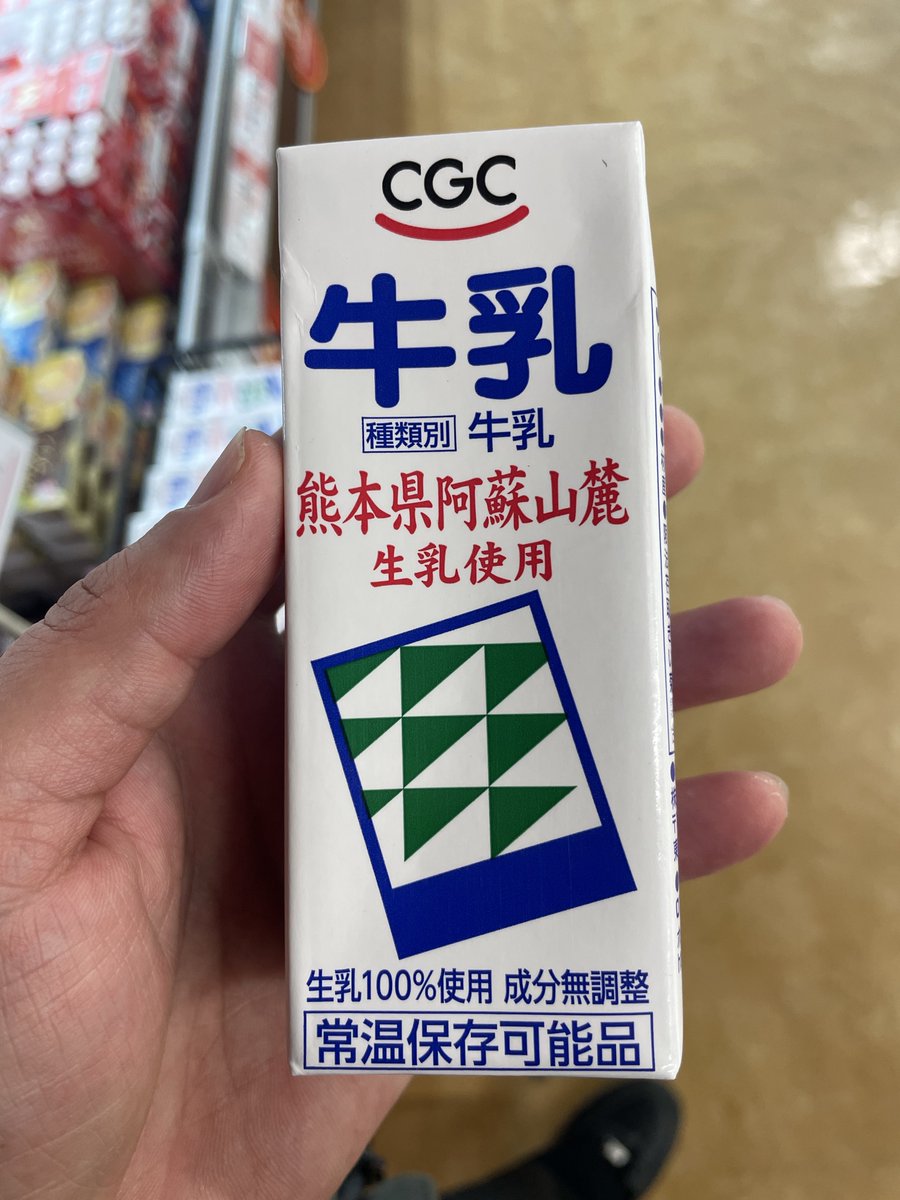 CGC
牛乳
種類別 牛乳
熊本県阿蘇山麓
生乳使用
生乳100%使用 成分無調整
常温保存可能品